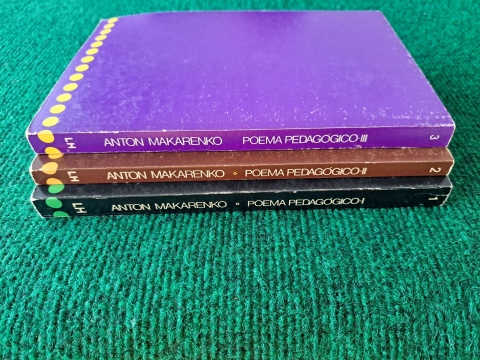 LH ANTON MAKARENKO POEMA PEDAGÓGICO-III 3
LH ANTON MAKARENKO • POEMA PEDAGÓGICO-II 2
LH ANTON MAKARENKO • POEMA PEDAGÓGICO-I 1